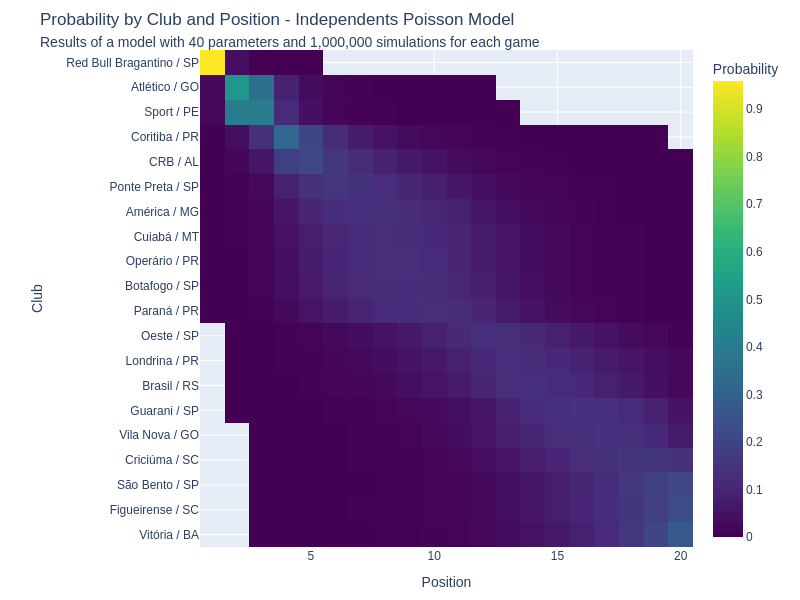 Probability by Club and Position - Independents Poisson Model
Results of a model with 40 parameters and 1,000,000 simulations for each game
Probability
Red Bull Bragantino / SP
Atlético / GO
Sport / PE
Coritiba / PR
CRB / AL
Ponte Preta / SP
América / MG
Cuiabá / MT
Operário / PR
Botafogo / SP
Paraná / PR
Oeste / SP
Londrina / PR
Brasil / RS
Guarani / SP
Vila Nova / GO
Criciúma / SC
São Bento / SP
Figueirense / SC
Vitória / BA
Club
5
10
15
20
Position
0.9
0.8
0.7
0.6
0.5
0.4
0.3
0.2
0.1
0